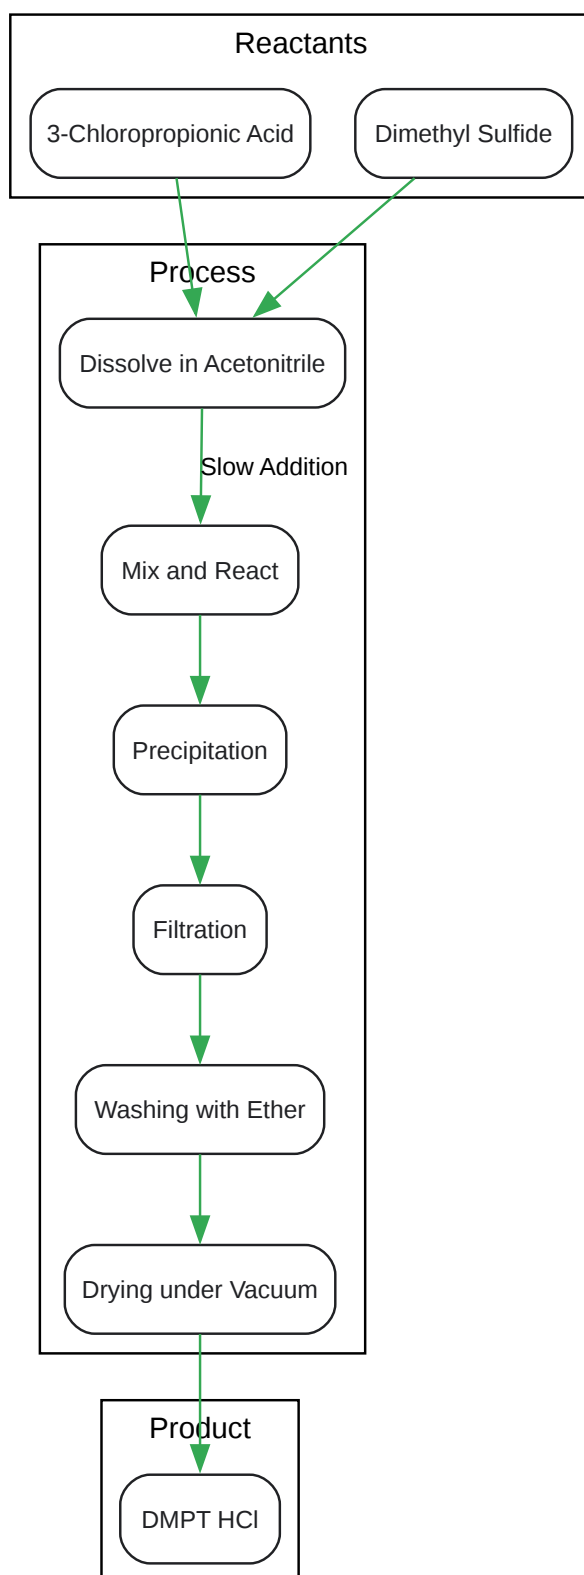 Reactants
3-Chloropropionic Acid
Dimethyl Sulfide
Process
Dissolve in Acetonitrile
Slow Addition
Mix and React
Precipitation
Filtration
Washing with Ether
Drying under Vacuum
Product
DMPT HCl